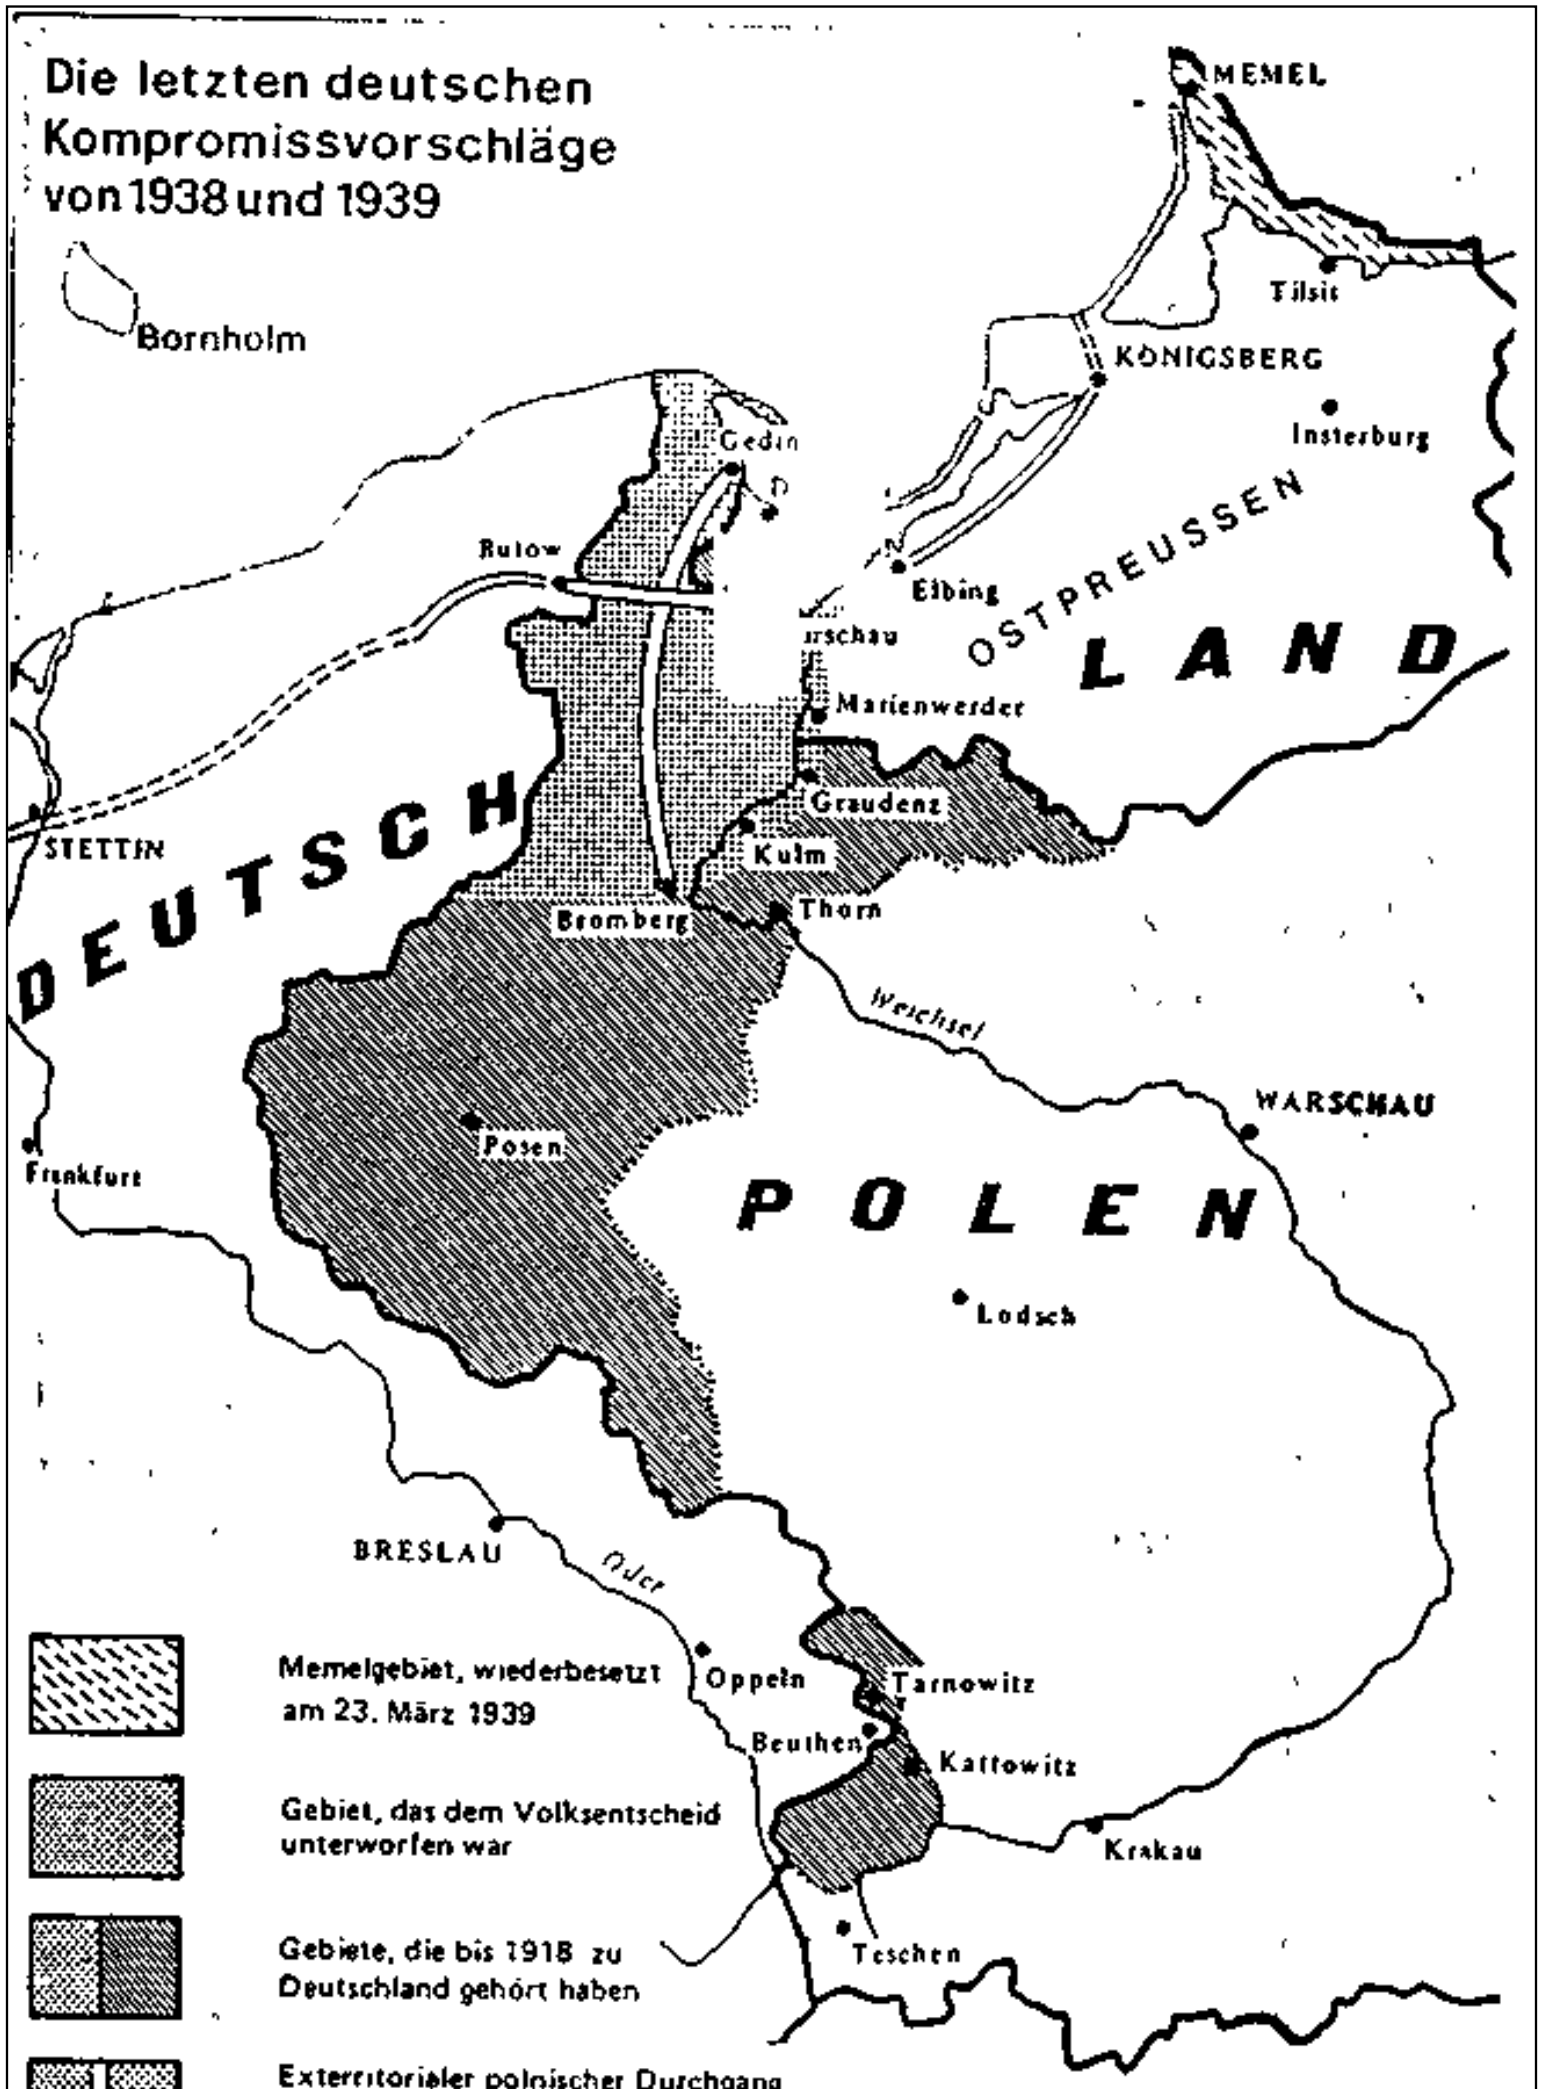 Die letzten deutschen
Kompromissvorschläge
von 1938 und 1939
MEMEL
Tilsit
Bornholm
KÖNIGSBERG
Insterburg
Gedin
Butow
Elbing
OSTPREUSSEN
rschau
LAND
Marienwerder
Graudenz
STETTIN
Kulm
DEUTSCH
Bromberg
Thorn
Weichsel
WARSCHAU
Posen
Frankfurt
POLEN
Lodsch
BRESLAU
Oder
Oppeln
Tarnowitz
Beuthen
Kattowitz
Krakau
Teschen
Memelgebiet, wiederbesetzt
am 23. März 1939
Gebiet, das dem Volksentscheid
unterworfen war
Gebiete, die bis 1918 zu
Deutschland gehört haben
Exterritorialer polnischer Durchgang